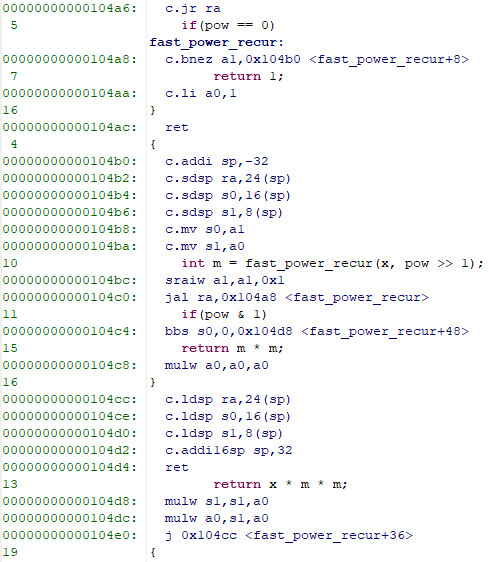 00000000000104a6: c.jr ra
5 if(pow == 0)
fast_power_recur:
00000000000104a8: c.bnez a1,0x104b0 <fast_power_recur+8>
7 return 1;
00000000000104aa: c.li a0,1
16 }
00000000000104ac: ret
4 {
00000000000104b0: c.addi sp,-32
00000000000104b2: c.sdsp ra,24(sp)
00000000000104b4: c.sdsp s0,16(sp)
00000000000104b6: c.sdsp s1,8(sp)
00000000000104b8: c.mv s0,a1
00000000000104ba: c.mv s1,a0
10 int m = fast_power_recur(x, pow >> 1);
00000000000104bc: sraiw a1,a1,0x1
00000000000104c0: jal ra,0x104a8 <fast_power_recur>
11 if(pow & 1)
00000000000104c4: bbs s0,0,0x104d8 <fast_power_recur+48>
15 return m * m;
00000000000104c8: mulw a0,a0,a0
16 }
00000000000104cc: c.ldsp ra,24(sp)
00000000000104ce: c.ldsp s0,16(sp)
00000000000104d0: c.ldsp s1,8(sp)
00000000000104d2: c.addi16sp sp,32
00000000000104d4: ret
13 return x * m * m;
00000000000104d8: mulw s1,s1,a0
00000000000104dc: mulw a0,s1,a0
00000000000104e0: j 0x104cc <fast_power_recur+36>
19 {